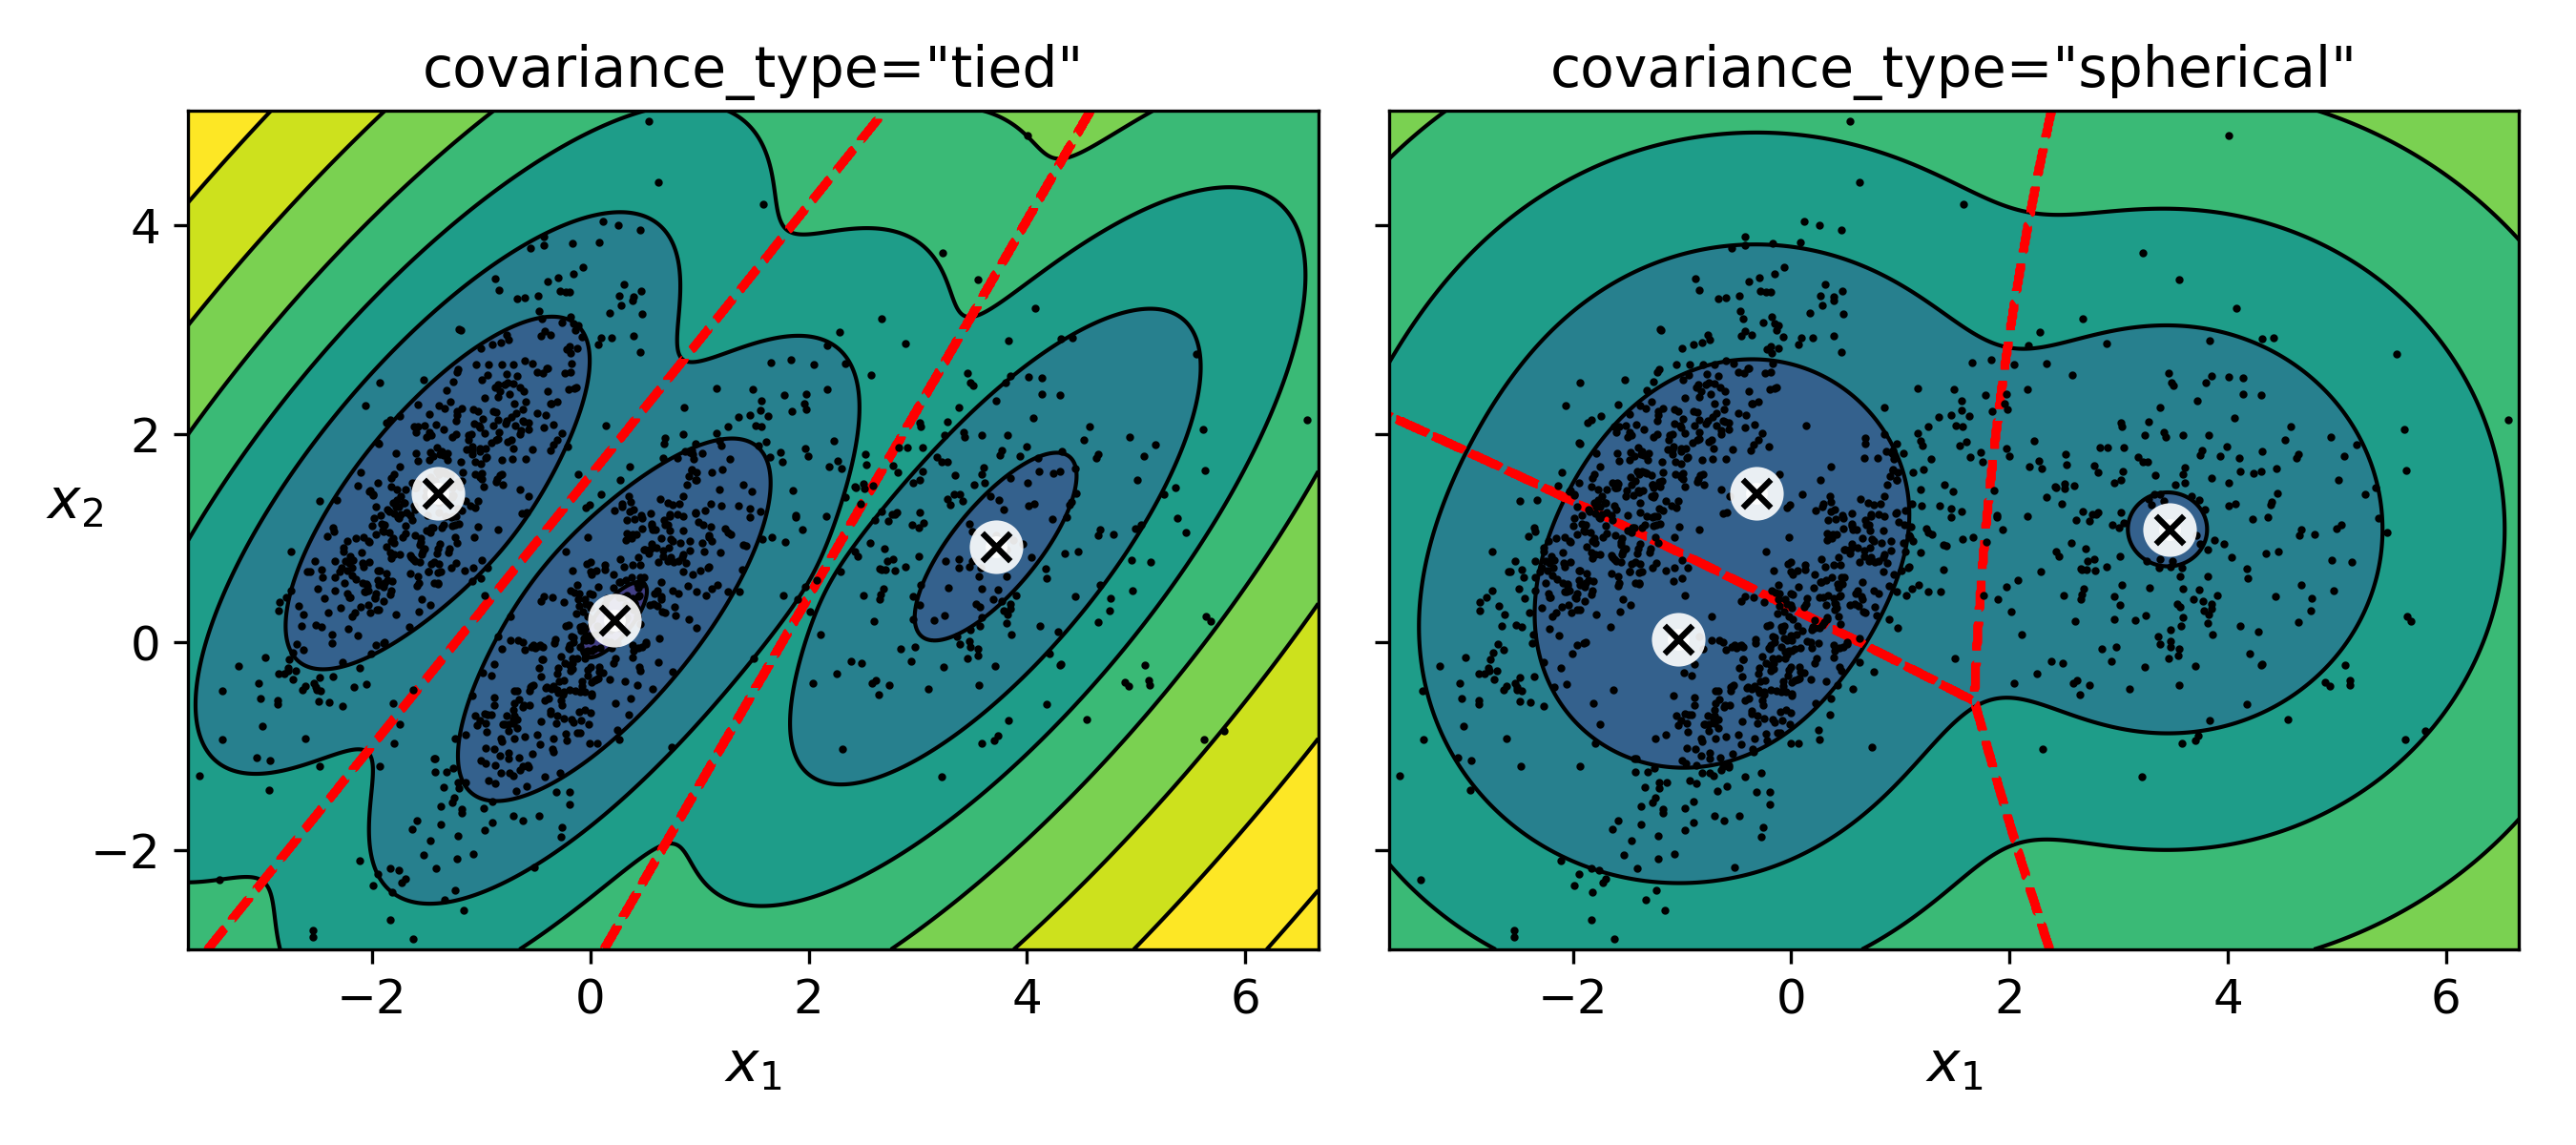 covariance_type="tied"
covariance_type="spherical"
x₂
4
2
0
−2
−2 0 2 4 6
−2 0 2 4 6
x₁
x₁